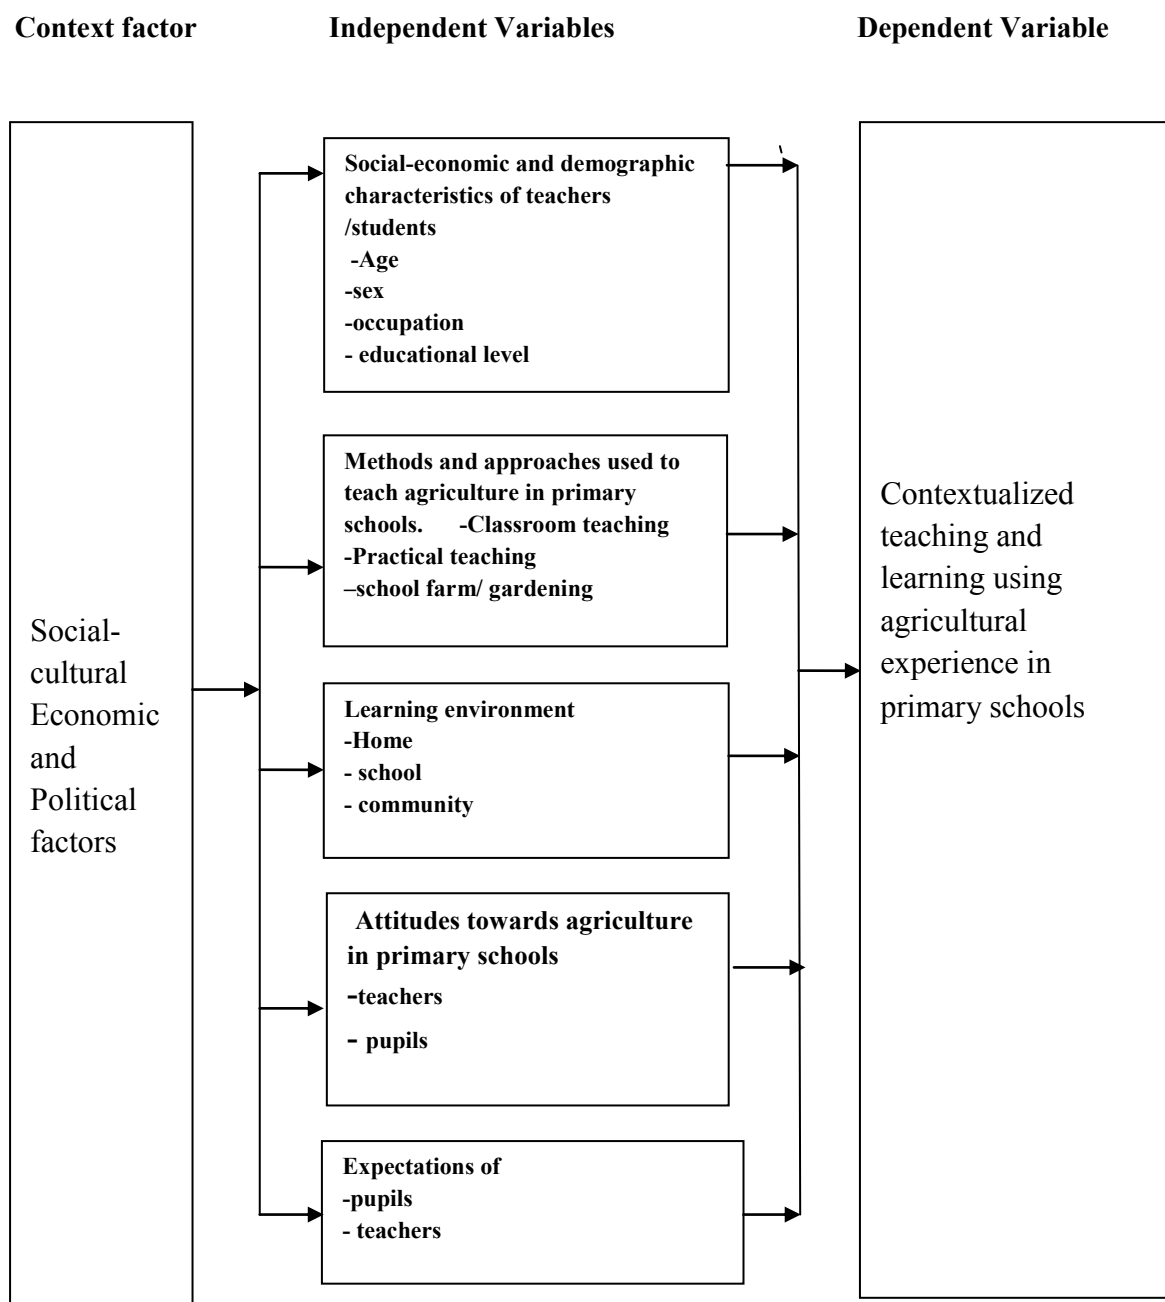 Context factor
Independent Variables
Dependent Variable
Social-
cultural
Economic
and
Political
factors
Social-economic and demographic
characteristics of teachers
/students
-Age
-sex
-occupation
- educational level
Methods and approaches used to
teach agriculture in primary
schools. -Classroom teaching
-Practical teaching
–school farm/ gardening
Learning environment
-Home
- school
- community
Attitudes towards agriculture
in primary schools
-teachers
- pupils
Expectations of
-pupils
- teachers
Contextualized
teaching and
learning using
agricultural
experience in
primary schools